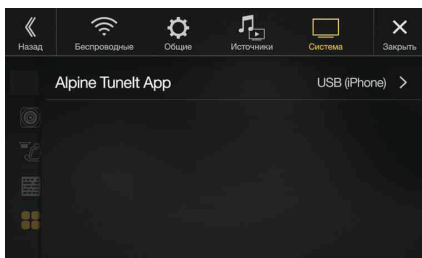 Назад
Беспроводные
Общие
Источники
Система
Закрыть
Alpine TuneIt App
USB (iPhone)